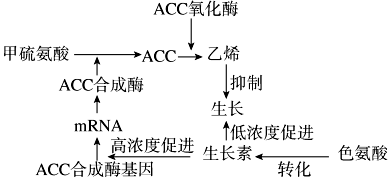 ACC氧化酶
甲硫氨酸 ACC 乙烯
ACC合成酶 抑制
生长
mRNA 低浓度促进
高浓度促进 生长素 色氨酸
ACC合成酶基因 转化